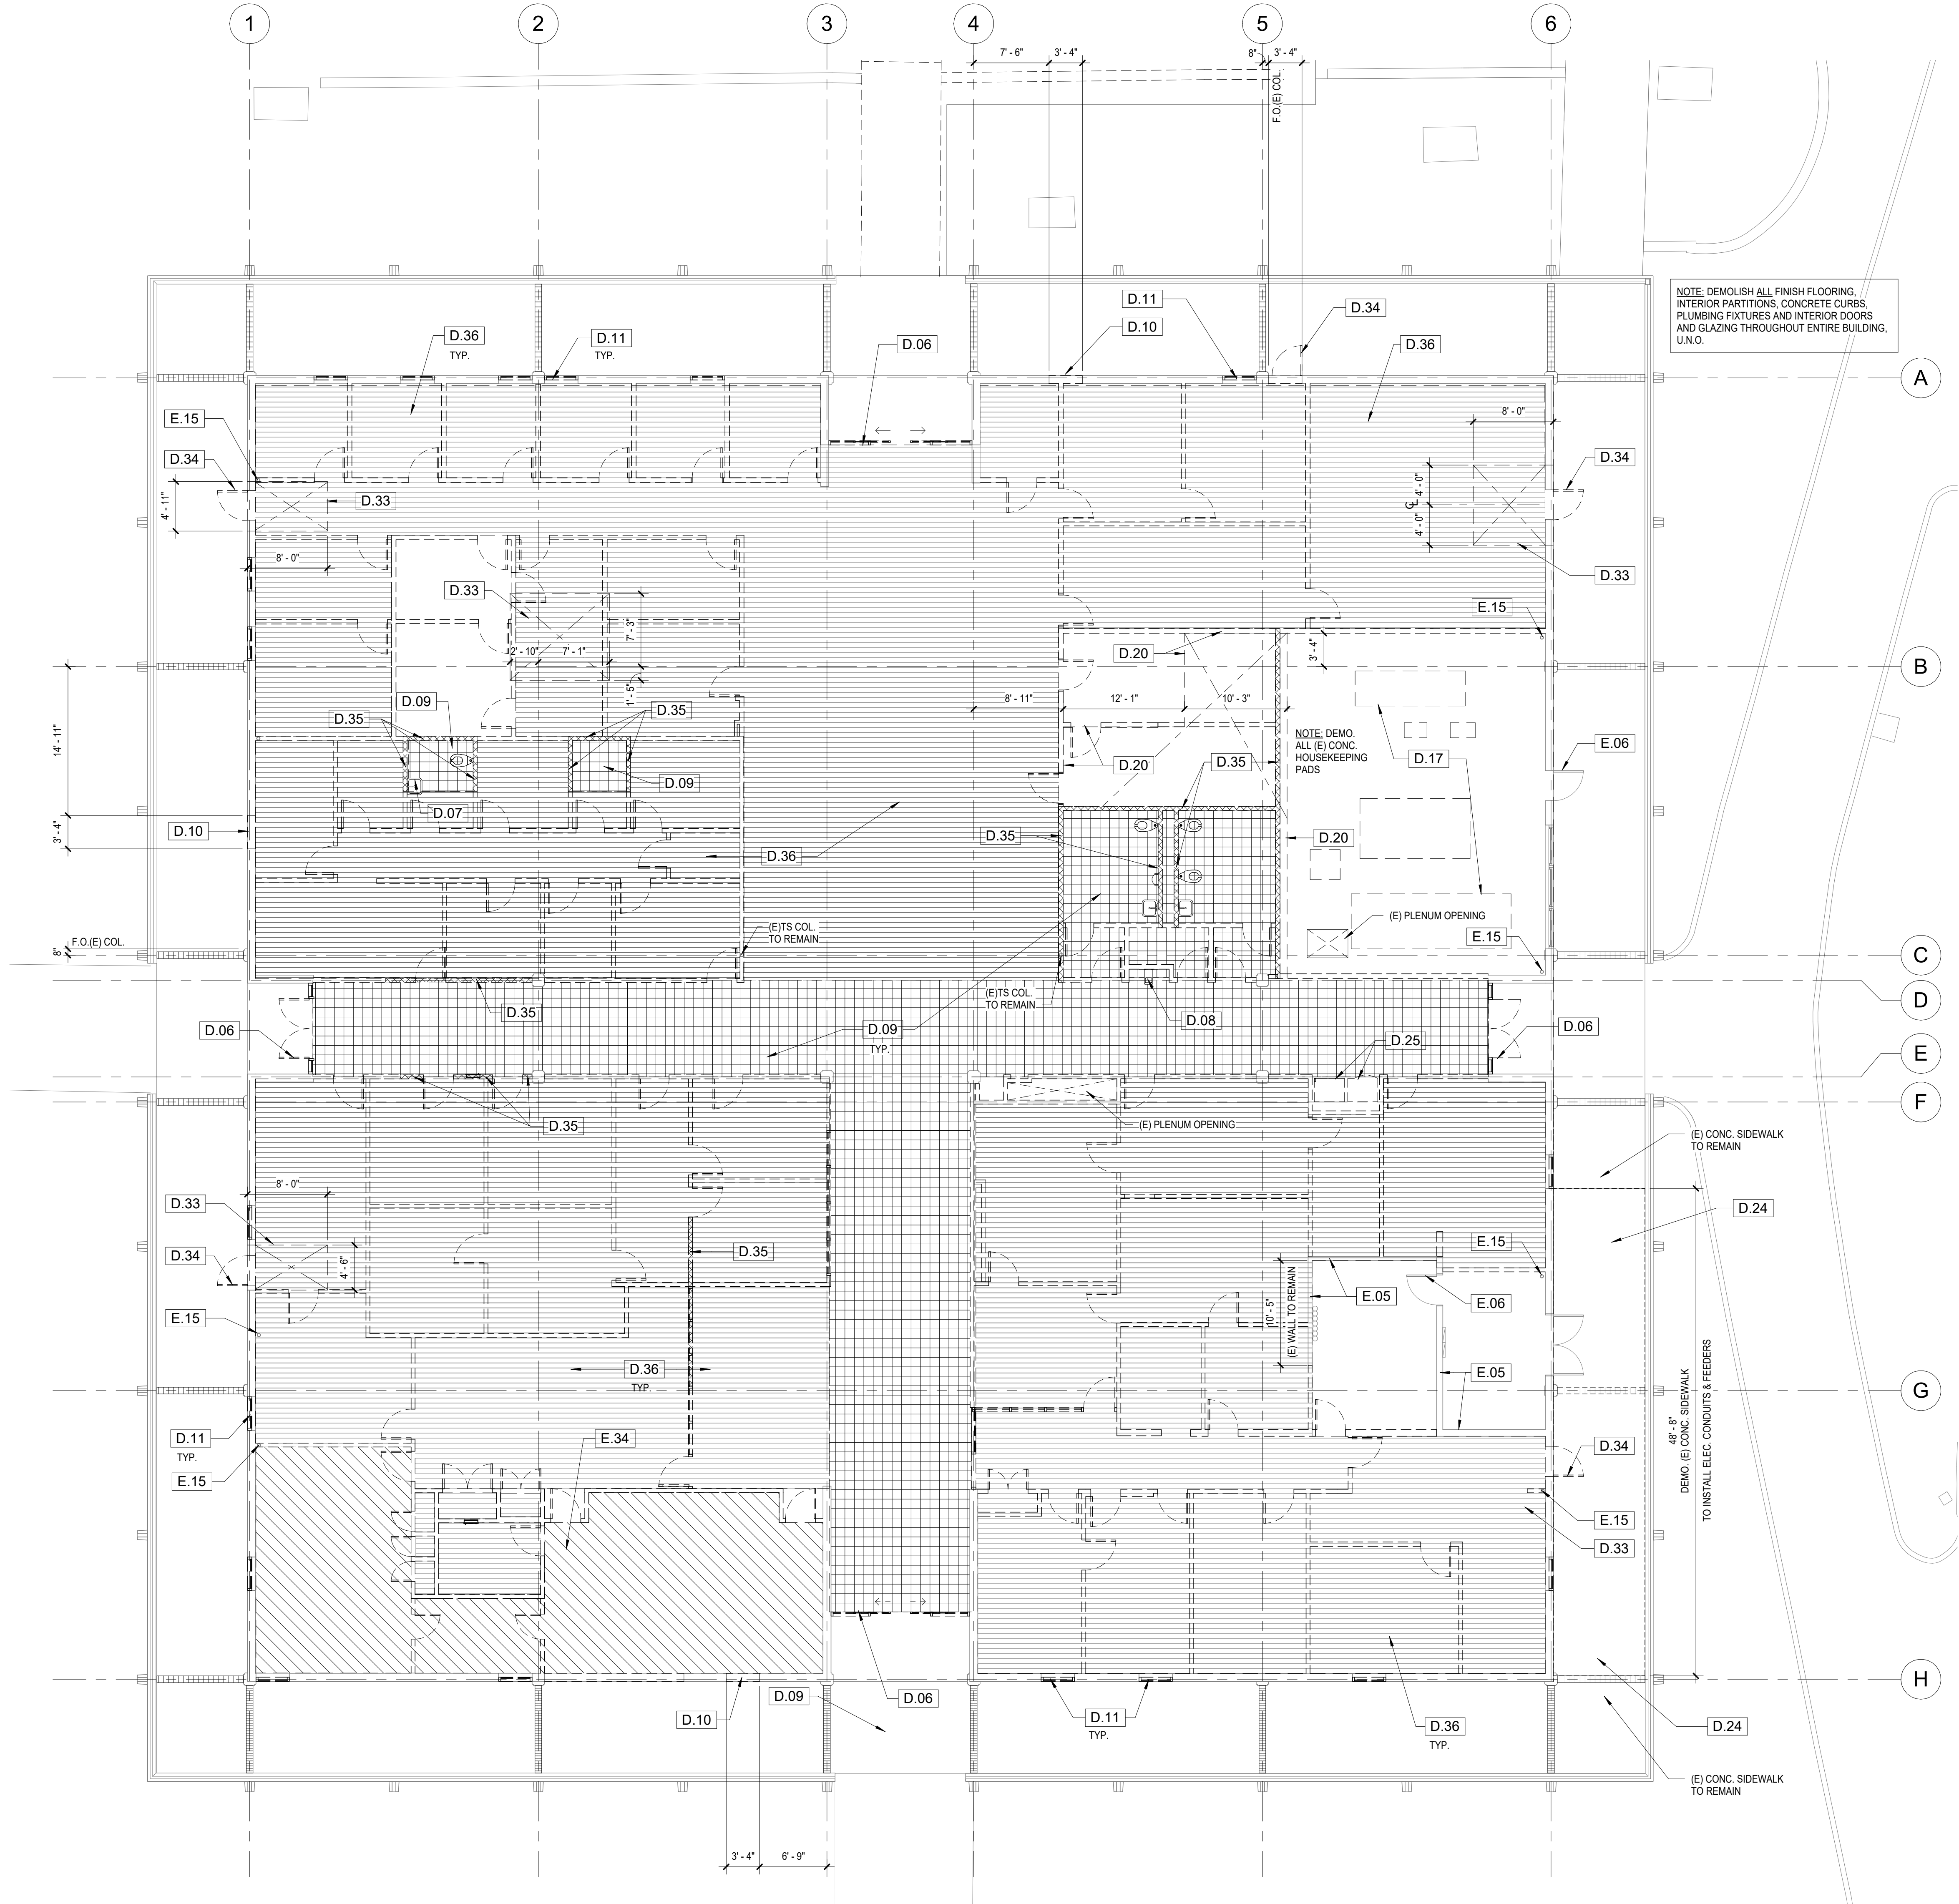 1
2
3
4
5
6
7' - 6"
3' - 4"
8"
3' - 4"
F.O.(E) COL.
NOTE: DEMOLISH ALL FINISH FLOORING,
INTERIOR PARTITIONS, CONCRETE CURBS,
PLUMBING FIXTURES AND INTERIOR DOORS
AND GLAZING THROUGHOUT ENTIRE BUILDING,
U.N.O.
D.11
D.34
D.10
D.36
TYP.
D.11
TYP.
D.06
D.36
A
E.15
8' - 0"
D.34
D.34
4' - 11"
D.33
4' - 0"
℄
4' - 0"
8' - 0"
D.33
D.33
E.15
7' - 3"
3' - 4"
2' - 10"
7' - 1"
D.20
B
1' - 5"
8' - 11"
12' - 1"
10' - 3"
D.09
D.35
D.35
14' - 11"
NOTE: DEMO.
ALL (E) CONC.
HOUSEKEEPING
PADS
E.06
D.17
D.20
D.35
D.09
D.07
3' - 4"
D.10
D.35
D.20
D.36
(E) PLENUM OPENING
(E)TS COL.
TO REMAIN
E.15
F.O.(E) COL.
8"
C
(E)TS COL.
TO REMAIN
D
D.35
D.08
D.06
D.09
TYP.
D.06
D.25
E
F
D.35
(E) PLENUM OPENING
(E) CONC. SIDEWALK
TO REMAIN
8' - 0"
D.33
D.24
D.34
D.35
E.15
4' - 6"
10' - 5"
(E) WALL TO REMAIN
E.05
E.06
E.15
D.36
TYP.
E.05
G
48' - 8"
DEMO. (E) CONC. SIDEWALK
TO INSTALL ELEC. CONDUITS & FEEDERS
D.11
TYP.
E.34
D.34
E.15
E.15
D.33
H
D.09
D.06
D.10
D.11
TYP.
D.36
TYP.
D.24
(E) CONC. SIDEWALK
TO REMAIN
3' - 4"
6' - 9"